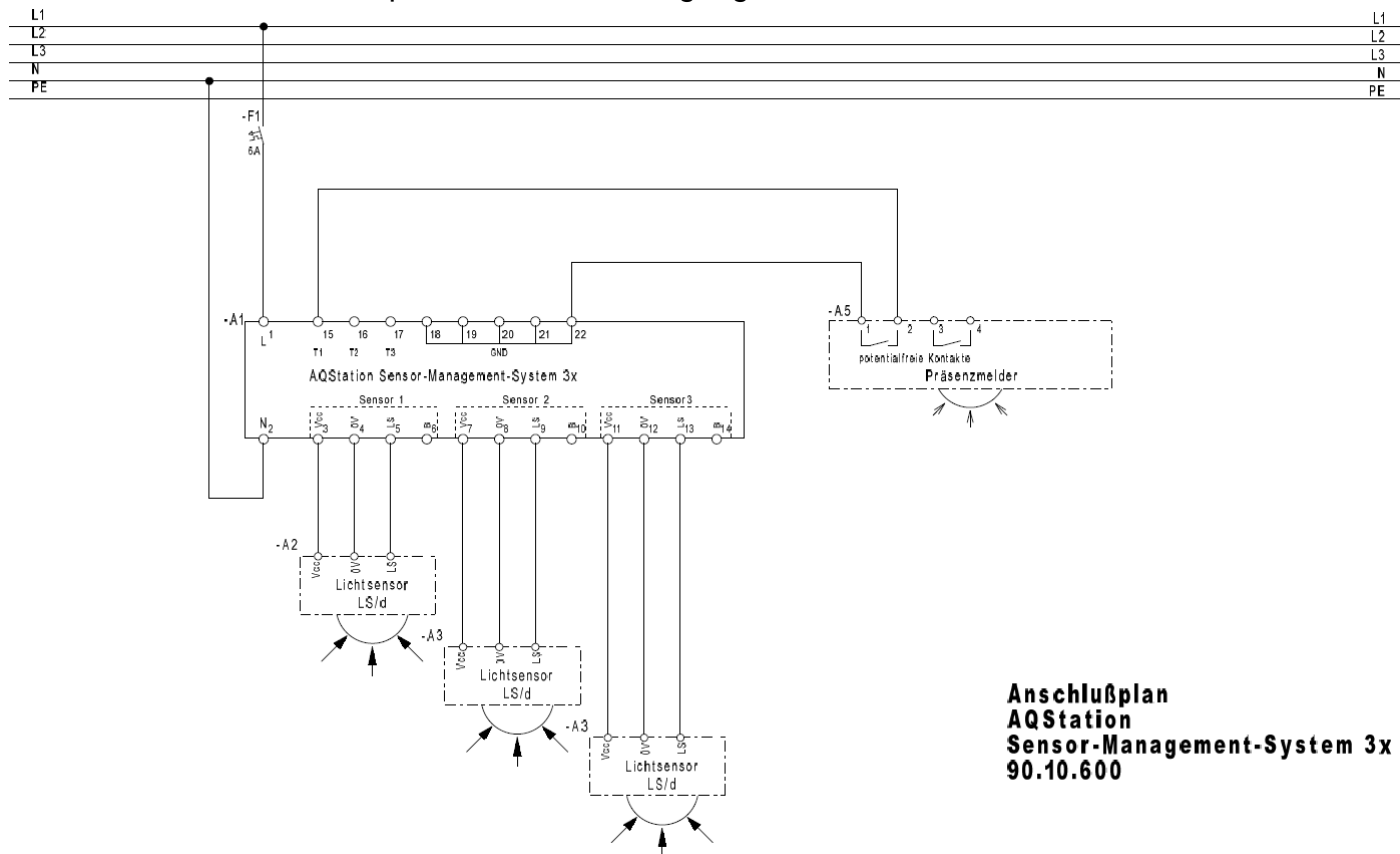 L1 L1
L2 L2
L3 L3
N N
PE PE
-F1
6A
-A1
L 1 15 16 17 18 19 20 21 22
T1 T2 T3 GND
AQStation Sensor-Management-System 3x
Sensor 1 Sensor 2 Sensor3
N 2 Vcc 3 0V 4 LS 5 B 6 Vcc 7 0V 8 LS 9 B 10 Vcc 11 0V 12 LS 13 B 14
-A5
1 2 3 4
potentialfreie Kontakte
Präsenzmelder
-A2
Vcc 0V LS
Lichtsensor
LS/d
-A3
Vcc 0V LS
Lichtsensor
LS/d
-A3
Vcc 0V LS
Lichtsensor
LS/d
Anschlußplan
AQStation
Sensor-Management-System 3x
90.10.600